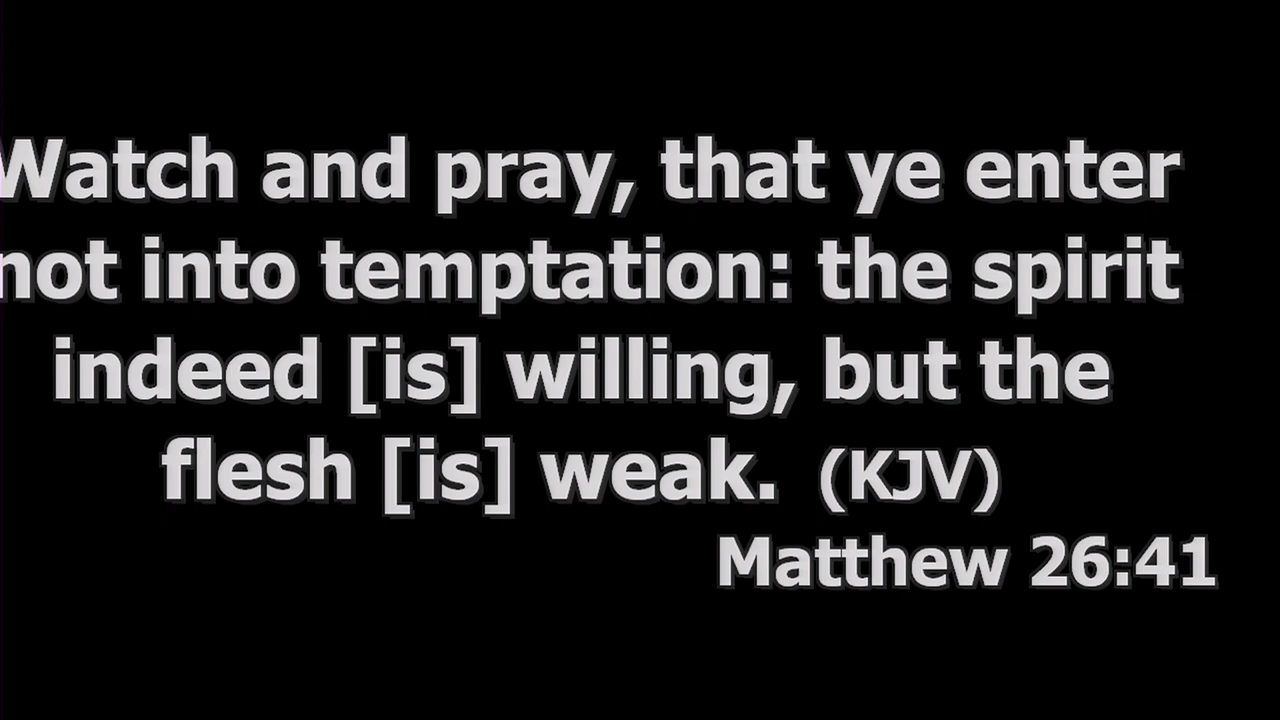 Watch and pray, that ye enter
not into temptation: the spirit
indeed [is] willing, but the
flesh [is] weak. (KJV)
Matthew 26:41